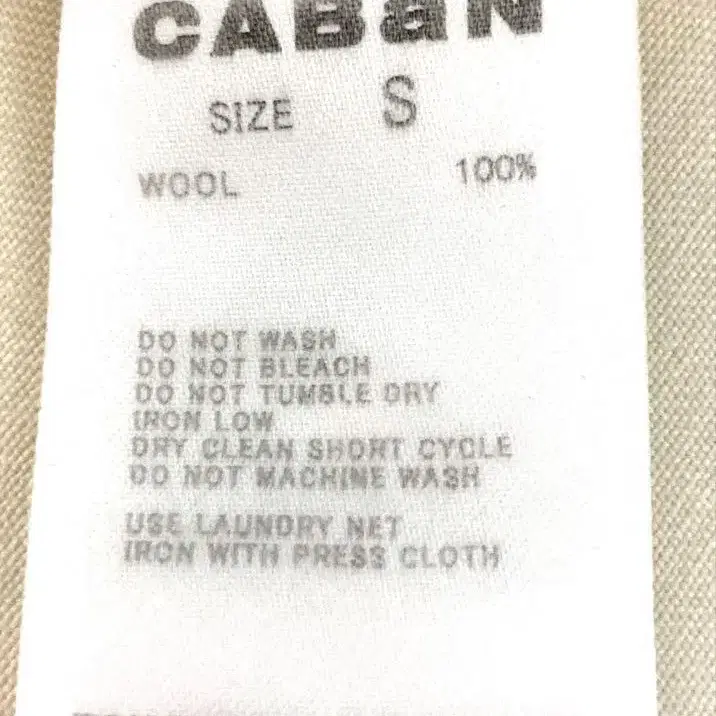 CABaN
SIZE S
WOOL 100%
DO NOT WASH
DO NOT BLEACH
DO NOT TUMBLE DRY
IRON LOW
DRY CLEAN SHORT CYCLE
DO NOT MACHINE WASH
USE LAUNDRY NET
IRON WITH PRESS CLOTH